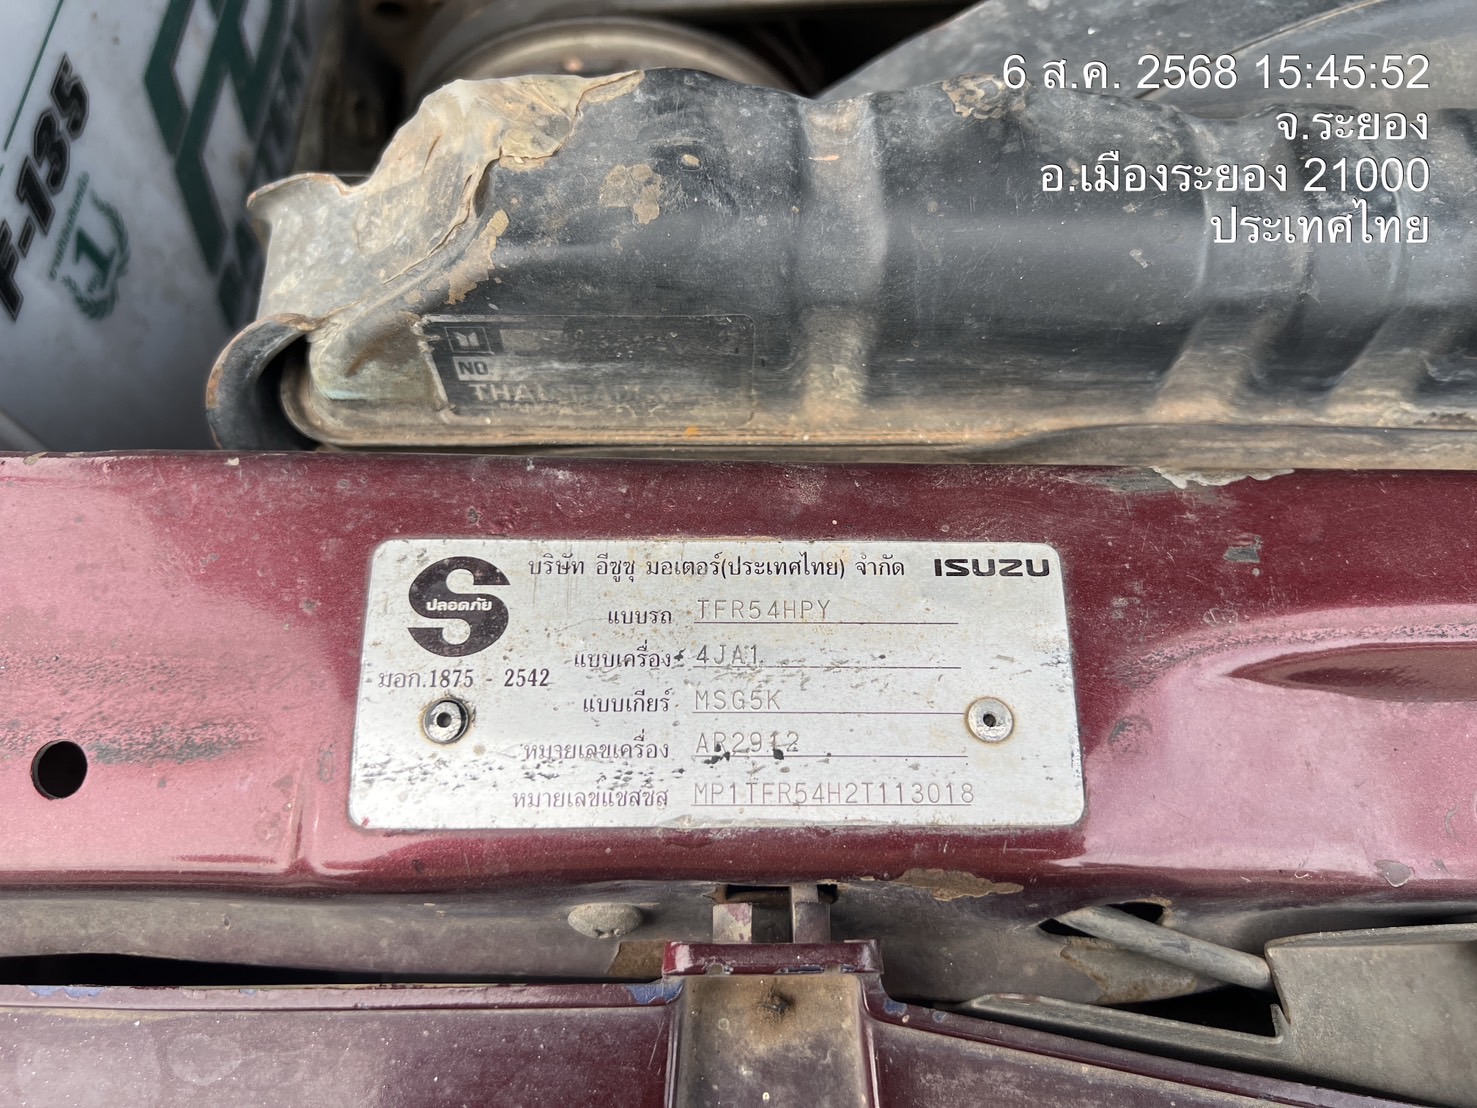 6 ส.ค. 2568 15:45:52
จ.ระยอง
อ.เมืองระยอง 21000
ประเทศไทย
F-135
1
NO.
บริษัท อีซูซุ มอเตอร์(ประเทศไทย) จำกัด ISUZU
ปลอดภัย
แบบรถ TFR54HPY
แบบเครื่อง 4JA1
มอก.1875 - 2542
แบบเกียร์ MSG5K
หมายเลขเครื่อง AR2912
หมายเลขแชสซีส MP1TFR54H2T113018